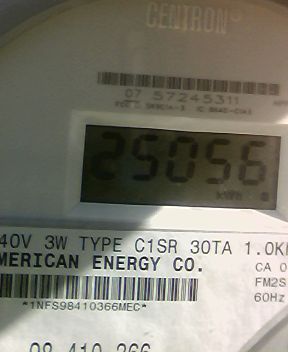 CENTRON®
07 57245311
25056
kWh
40V 3W TYPE C1SR 30TA 1.0K
MERICAN ENERGY CO.
CA 0
FM2S
*1NFS98410366MEC*
60Hz
98 410 366